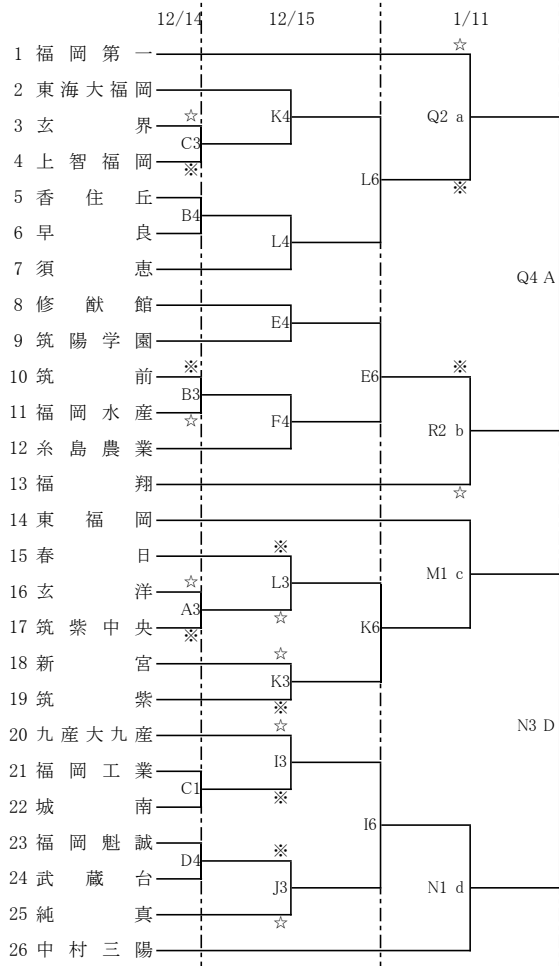 12/14 12/15 1/11
☆
1 福岡第一
2 東海大福岡
K4 Q2 a
☆
3 玄界
C3
4 上智福岡
※
L6 ※
5 香住丘
B4
6 早良
L4
7 須恵
Q4 A
8 修猷館
E4
9 筑陽学園
※ ※
10 筑前
B3 E6
11 福岡水産
☆ F4 R2 b
12 糸島農業
13 福翔
☆
14 東福岡
※
15 春日
☆ L3 M1 c
16 玄洋
A3 ☆
17 筑紫中央
※ K6
☆
18 新宮
K3
19 筑紫
※
☆ N3 D
20 九産大九産
I3
21 福岡工業
C1 ※
22 城南
I6
23 福岡魁誠
D4 ※
24 武蔵台
J3 N1 d
25 純真
☆
26 中村三陽